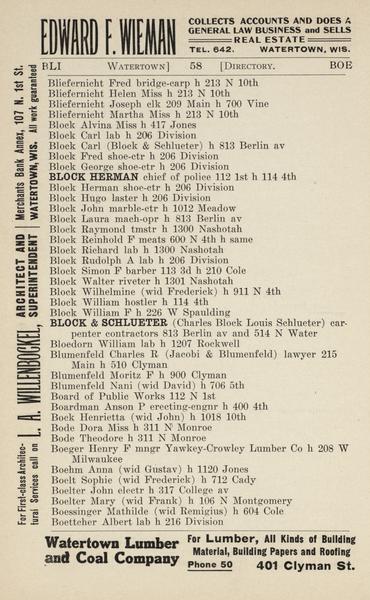 EDWARD F. WIEMAN
COLLECTS ACCOUNTS AND DOES A
GENERAL LAW BUSINESS and SELLS
REAL ESTATE
TEL. 642. WATERTOWN, WIS.
BLI WATERTOWN] 58 [DIRECTORY. BOE
Bliefernicht Fred bridge-carp h 213 N 10th
Bliefernicht Helen Miss h 213 N 10th
Bliefernicht Joseph clk 209 Main h 700 Vine
Bliefernicht Martha Miss h 213 N 10th
Block Alvina Miss h 417 Jones
Block Carl lab h 206 Division
Block Carl (Block & Schlueter) h 813 Berlin av
Block Fred shoe-ctr h 206 Division
Block George shoe-ctr h 206 Division
BLOCK HERMAN chief of police 112 1st h 114 4th
Block Herman shoe-ctr h 206 Division
Block Hugo laster h 206 Division
Block John marble-ctr h 1012 Meadow
Block Laura mach-opr h 813 Berlin av
Block Raymond tmstr h 1300 Nashotah
Block Reinhold F meats 600 N 4th h same
Block Richard lab h 1300 Nashotah
Block Rudolph A lab h 206 Division
Block Simon F barber 113 3d h 210 Cole
Block Walter riveter h 1301 Nashotah
Block Wilhelmine (wid Frederick) h 911 N 4th
Block William hostler h 114 4th
Block William F h 226 W Spaulding
BLOCK & SCHLUETER (Charles Block Louis Schlueter) car-
penter contractors 813 Berlin av and 514 N Water
Bloedorn William lab h 1207 Rockwell
Blumenfeld Charles R (Jacobi & Blumenfeld) lawyer 215
Main h 510 Clyman
Blumenfeld Moritz F h 900 Clyman
Blumenfeld Nani (wid David) h 706 5th
Board of Public Works 112 N 1st
Boardman Anson P erecting-engnr h 400 4th
Bock Henrietta (wid John) h 1018 10th
Bode Dora Miss h 311 N Monroe
Bode Theodore h 311 N Monroe
Boeger Henry F mngr Yawkey-Crowley Lumber Co h 208 W
Milwaukee
Boehm Anna (wid Gustav) h 1120 Jones
Boelt Sophie (wid Frederick) h 712 Cady
Boelter John electr h 317 College av
Boelter Mary (wid Frank) h 106 N Montgomery
Boessinger Mathilde (wid Remigius) h 604 Cole
Boettcher Albert lab h 216 Division
For First-class Architec-
tural Services call on
L. A. WILLENBOCKEL,
ARCHITECT AND
SUPERINTENDENT
Merchants Bank Annex, 107 N. 1st St.
WATERTOWN, WIS. All work guaranteed
Watertown Lumber
and Coal Company
For Lumber, All Kinds of Building
Material, Building Papers and Roofing
Phone 50 401 Clyman St.